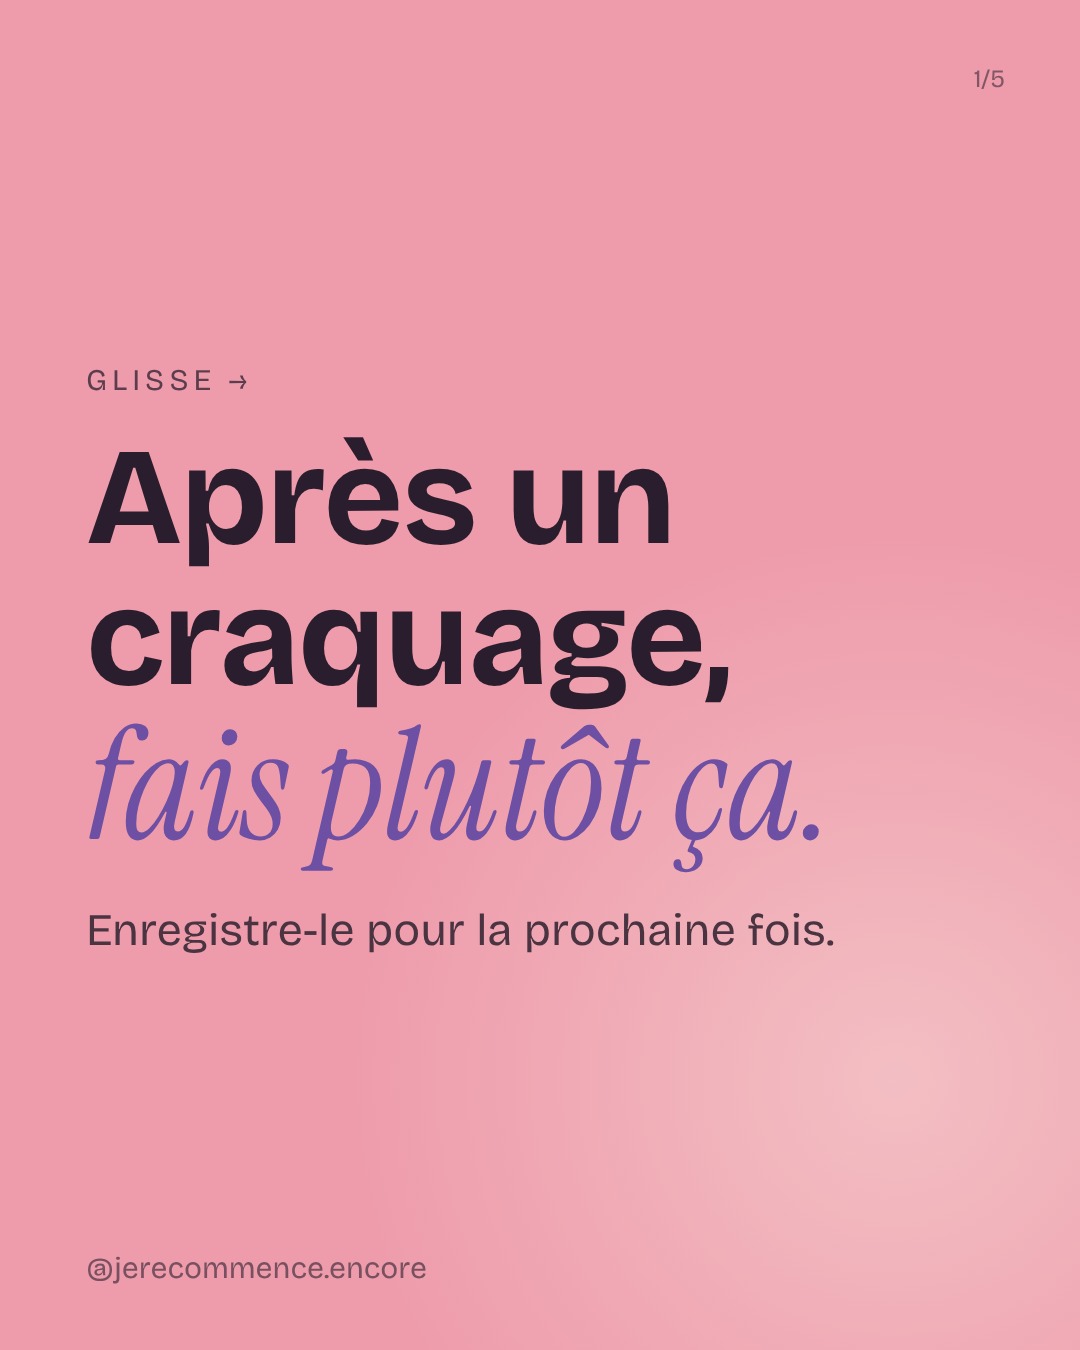 1/5
GLISSE →
Après un
craquage,
fais plutôt ça.
Enregistre-le pour la prochaine fois.
@jerecommence.encore